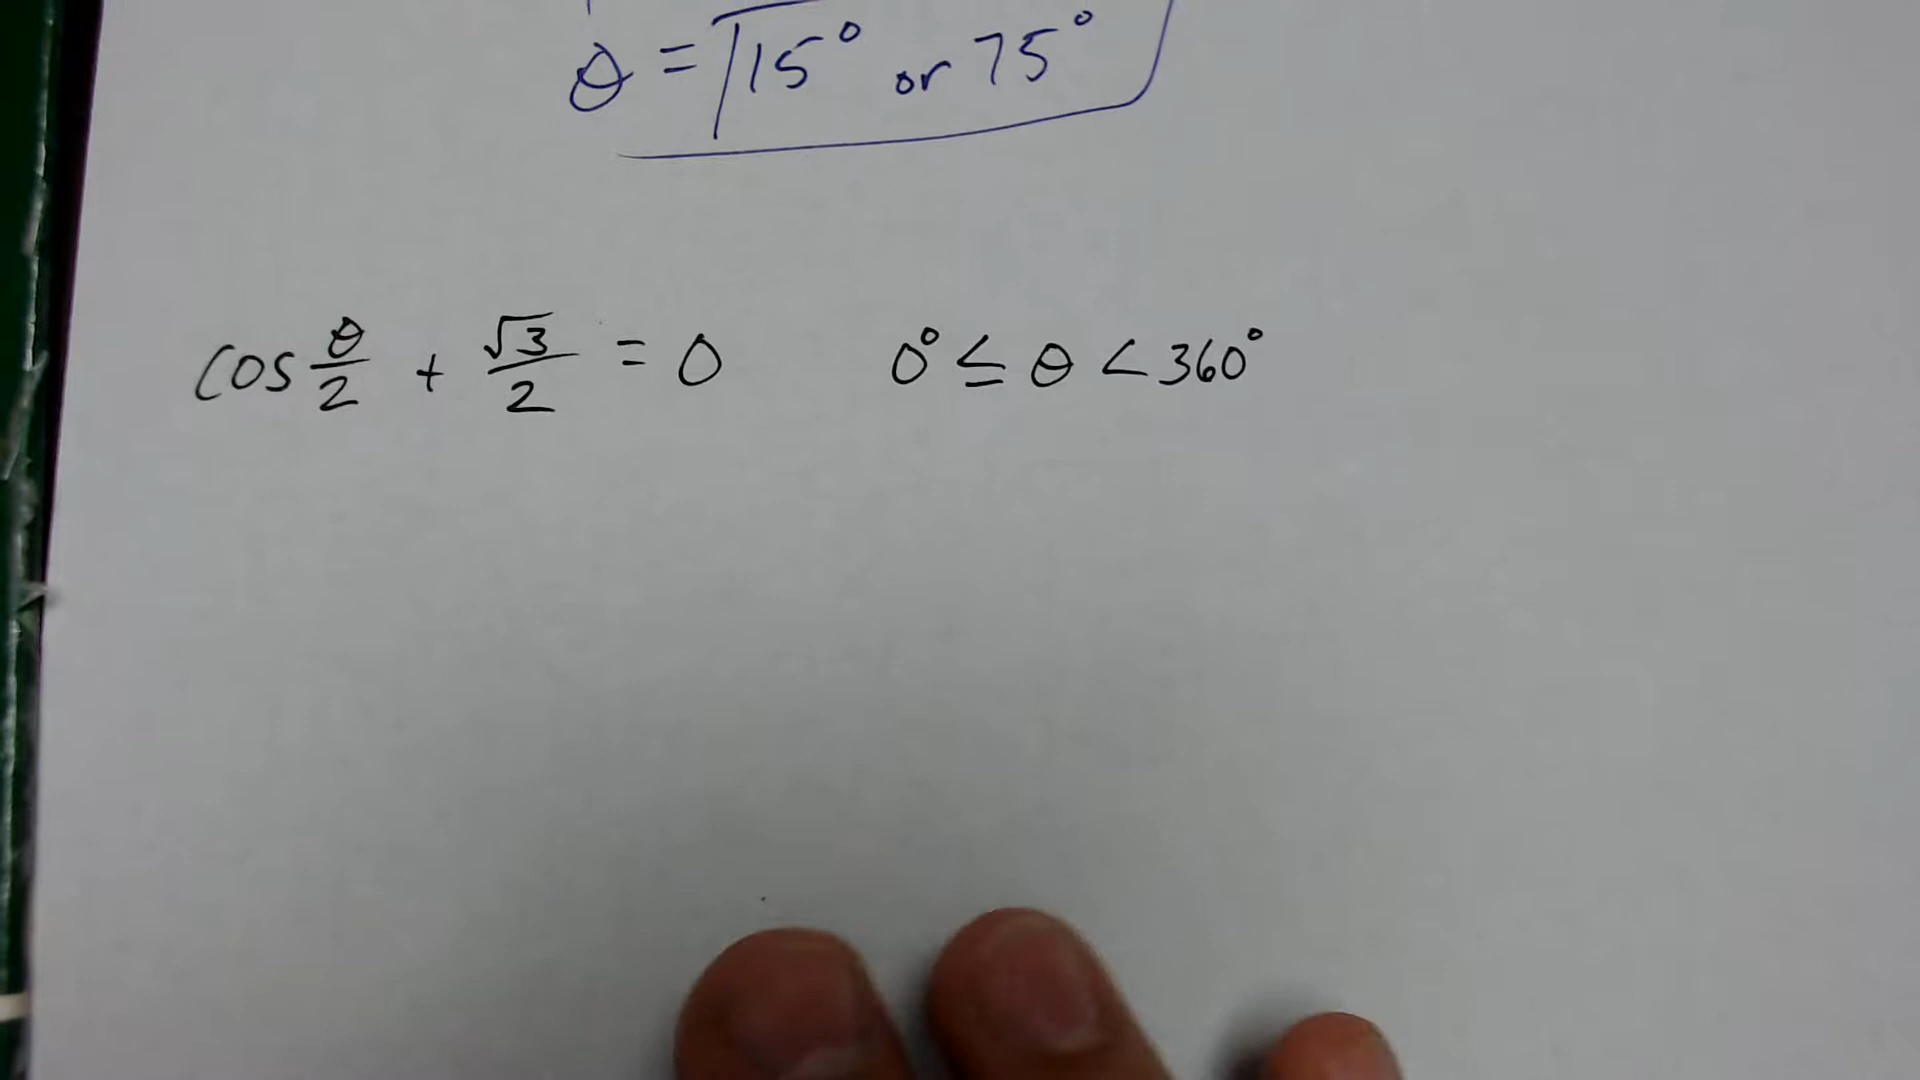 θ = 15° or 75°
cos θ/2 + √3/2 = 0 0° ≤ θ < 360°